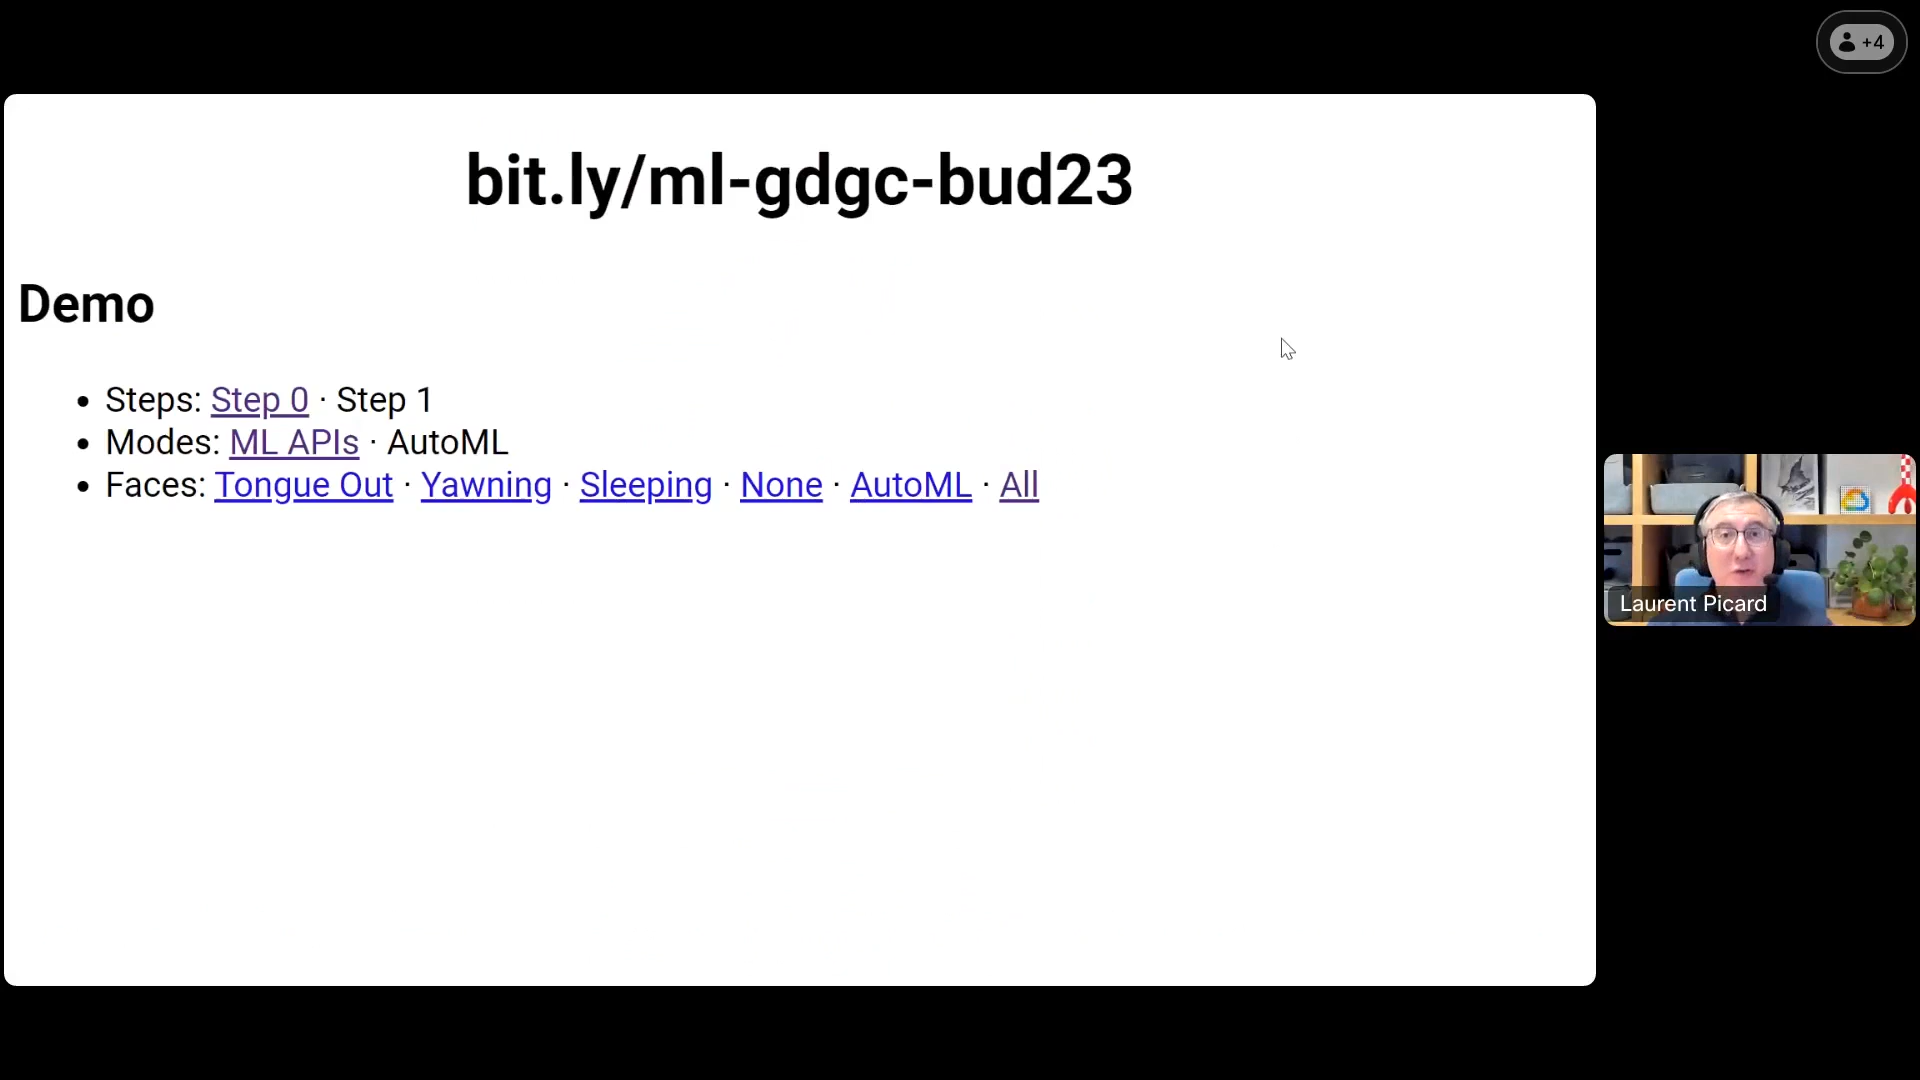 +4
bit.ly/ml-gdgc-bud23
Demo
• Steps: Step 0 · Step 1
• Modes: ML APIs · AutoML
• Faces: Tongue Out · Yawning · Sleeping · None · AutoML · All
Laurent Picard